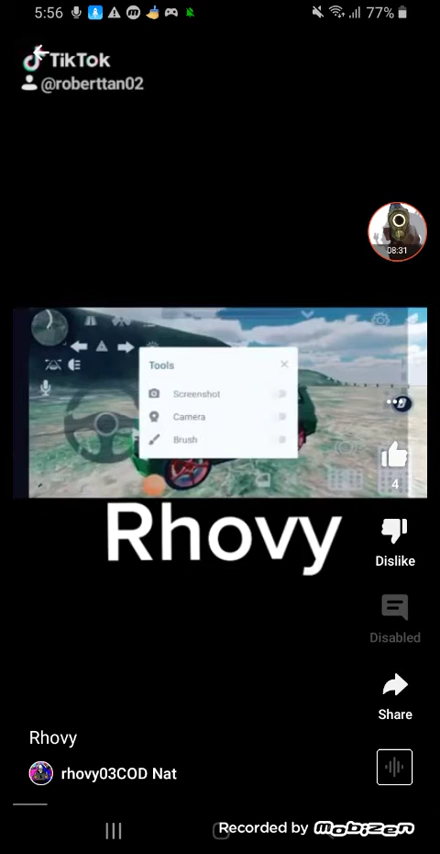 5:56
77%
TikTok
@roberttan02
08:31
Tools
Screenshot
Camera
Brush
4
Rhovy
Dislike
Disabled
Share
Rhovy
rhovy03COD Nat
Recorded by Mobizen